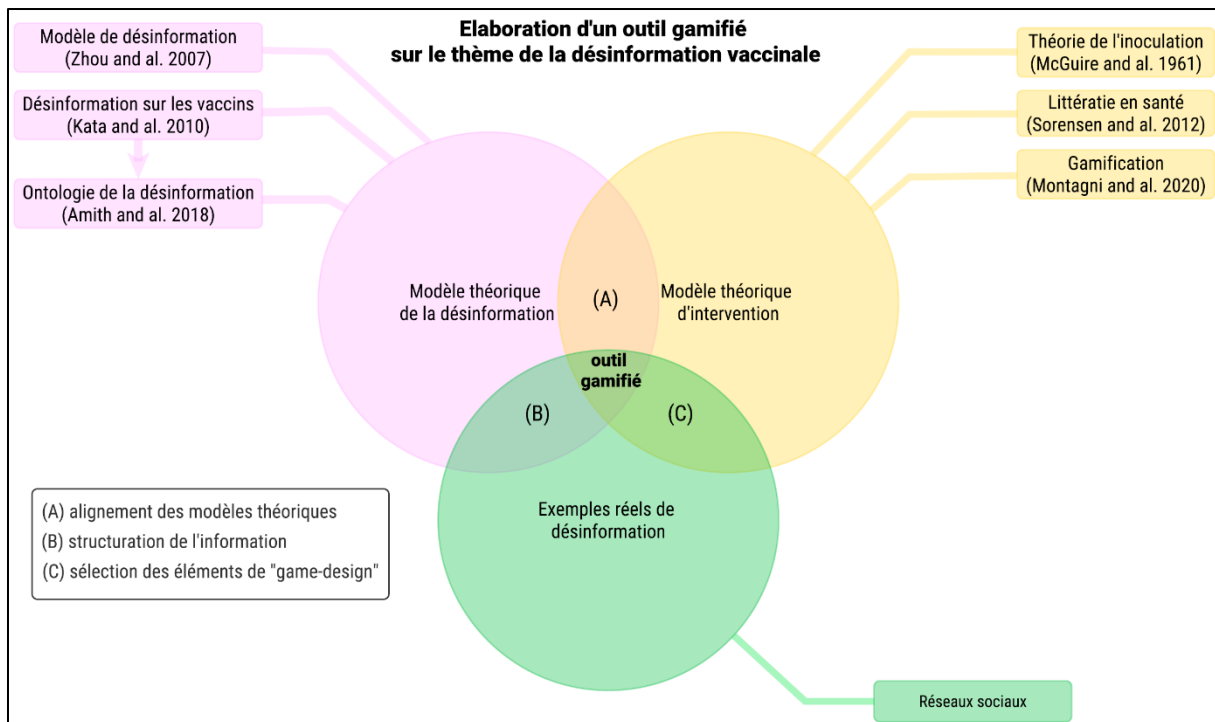 Elaboration d'un outil gamifié
sur le thème de la désinformation vaccinale
Modèle de désinformation
(Zhou and al. 2007)
Désinformation sur les vaccins
(Kata and al. 2010)
Ontologie de la désinformation
(Amith and al. 2018)
Théorie de l'inoculation
(McGuire and al. 1961)
Littératie en santé
(Sorensen and al. 2012)
Gamification
(Montagni and al. 2020)
Modèle théorique
de la désinformation
(A)
Modèle théorique
d'intervention
outil
gamifié
(B)
(C)
Exemples réels de
désinformation
(A) alignement des modèles théoriques
(B) structuration de l'information
(C) sélection des éléments de "game-design"
Réseaux sociaux